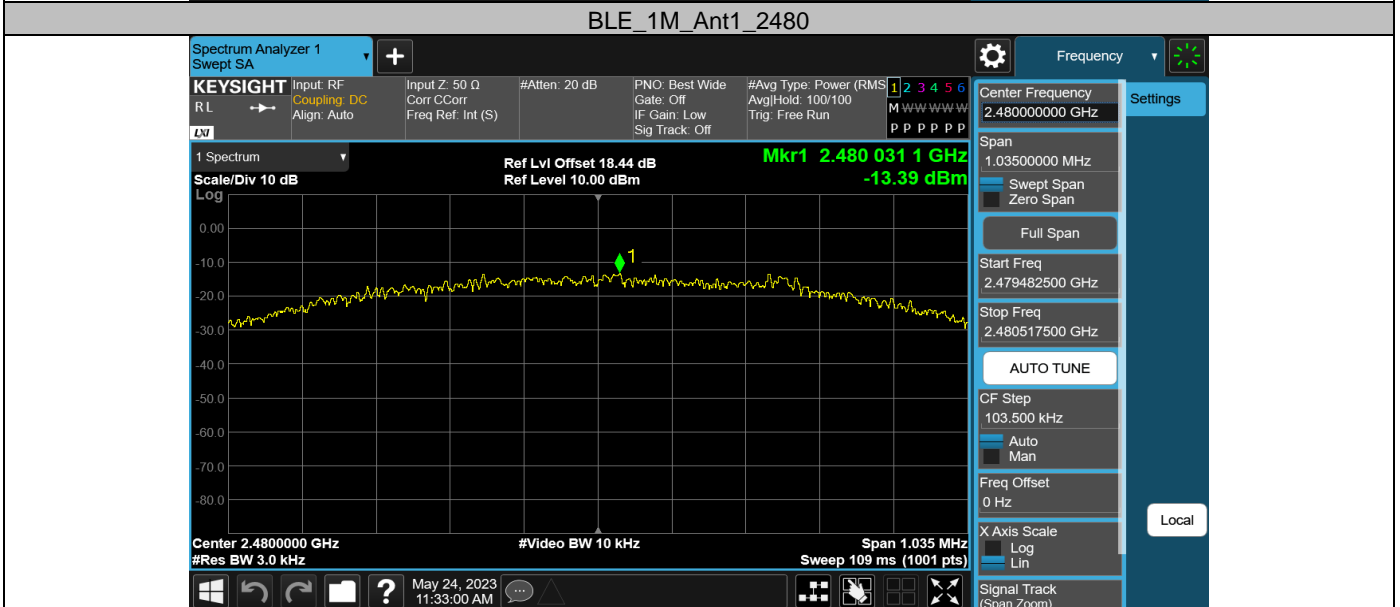 BLE_1M_Ant1_2480
Spectrum Analyzer 1
Swept SA
+
Frequency
KEYSIGHT
RL
LXI
Input: RF
Coupling: DC
Align: Auto
Input Z: 50 Ω
Corr CCorr
Freq Ref: Int (S)
#Atten: 20 dB
PNO: Best Wide
Gate: Off
IF Gain: Low
Sig Track: Off
#Avg Type: Power (RMS
Avg|Hold: 100/100
Trig: Free Run
1 2 3 4 5 6
M W W W W W
P P P P P P
1 Spectrum
Scale/Div 10 dB
Log
Ref Lvl Offset 18.44 dB
Ref Level 10.00 dBm
Mkr1 2.480 031 1 GHz
-13.39 dBm
1
0.00
-10.0
-20.0
-30.0
-40.0
-50.0
-60.0
-70.0
-80.0
Center 2.4800000 GHz
#Res BW 3.0 kHz
#Video BW 10 kHz
Span 1.035 MHz
Sweep 109 ms (1001 pts)
Center Frequency
2.480000000 GHz
Settings
Span
1.03500000 MHz
Swept Span
Zero Span
Full Span
Start Freq
2.479482500 GHz
Stop Freq
2.480517500 GHz
AUTO TUNE
CF Step
103.500 kHz
Auto
Man
Freq Offset
0 Hz
X Axis Scale
Log
Lin
Local
Signal Track
(Span Zoom)
?
May 24, 2023
11:33:00 AM